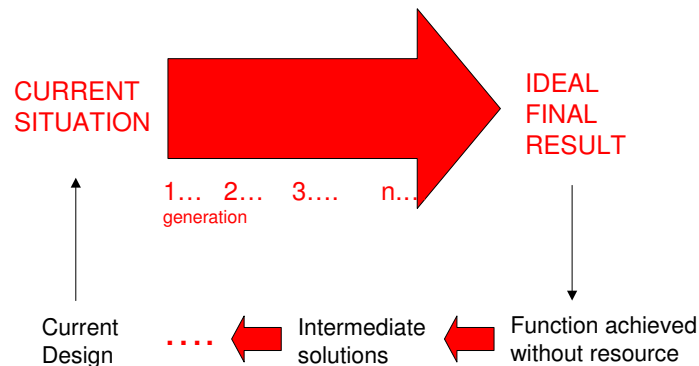 CURRENT
SITUATION
IDEAL
FINAL
RESULT
1... 2... 3.... n...
generation
Current
Design
....
Intermediate
solutions
Function achieved
without resource